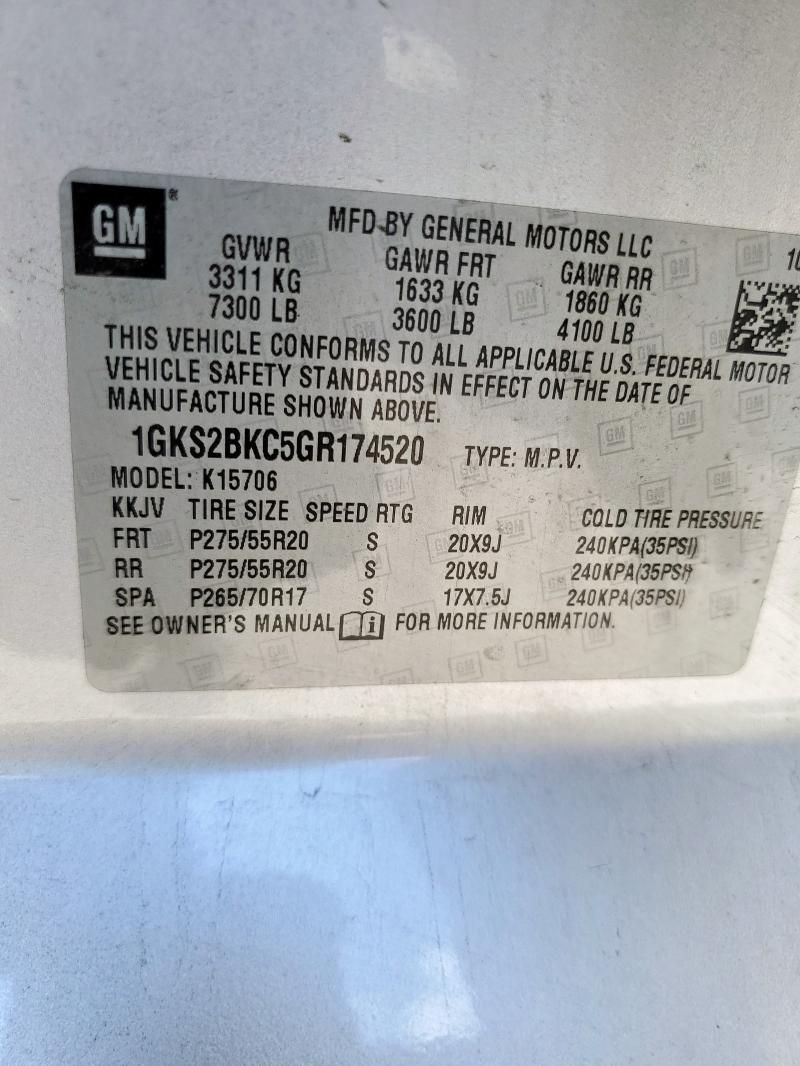 GM ®
MFD BY GENERAL MOTORS LLC
10
GVWR GAWR FRT GAWR RR
3311 KG 1633 KG 1860 KG
7300 LB 3600 LB 4100 LB
THIS VEHICLE CONFORMS TO ALL APPLICABLE U.S. FEDERAL MOTOR
VEHICLE SAFETY STANDARDS IN EFFECT ON THE DATE OF
MANUFACTURE SHOWN ABOVE.
1GKS2BKC5GR174520 TYPE: M.P.V.
MODEL: K15706
KKJV TIRE SIZE SPEED RTG RIM COLD TIRE PRESSURE
FRT P275/55R20 S 20X9J 240KPA(35PSI)
RR P275/55R20 S 20X9J 240KPA(35PSI)
SPA P265/70R17 S 17X7.5J 240KPA(35PSI)
SEE OWNER'S MANUAL i FOR MORE INFORMATION.